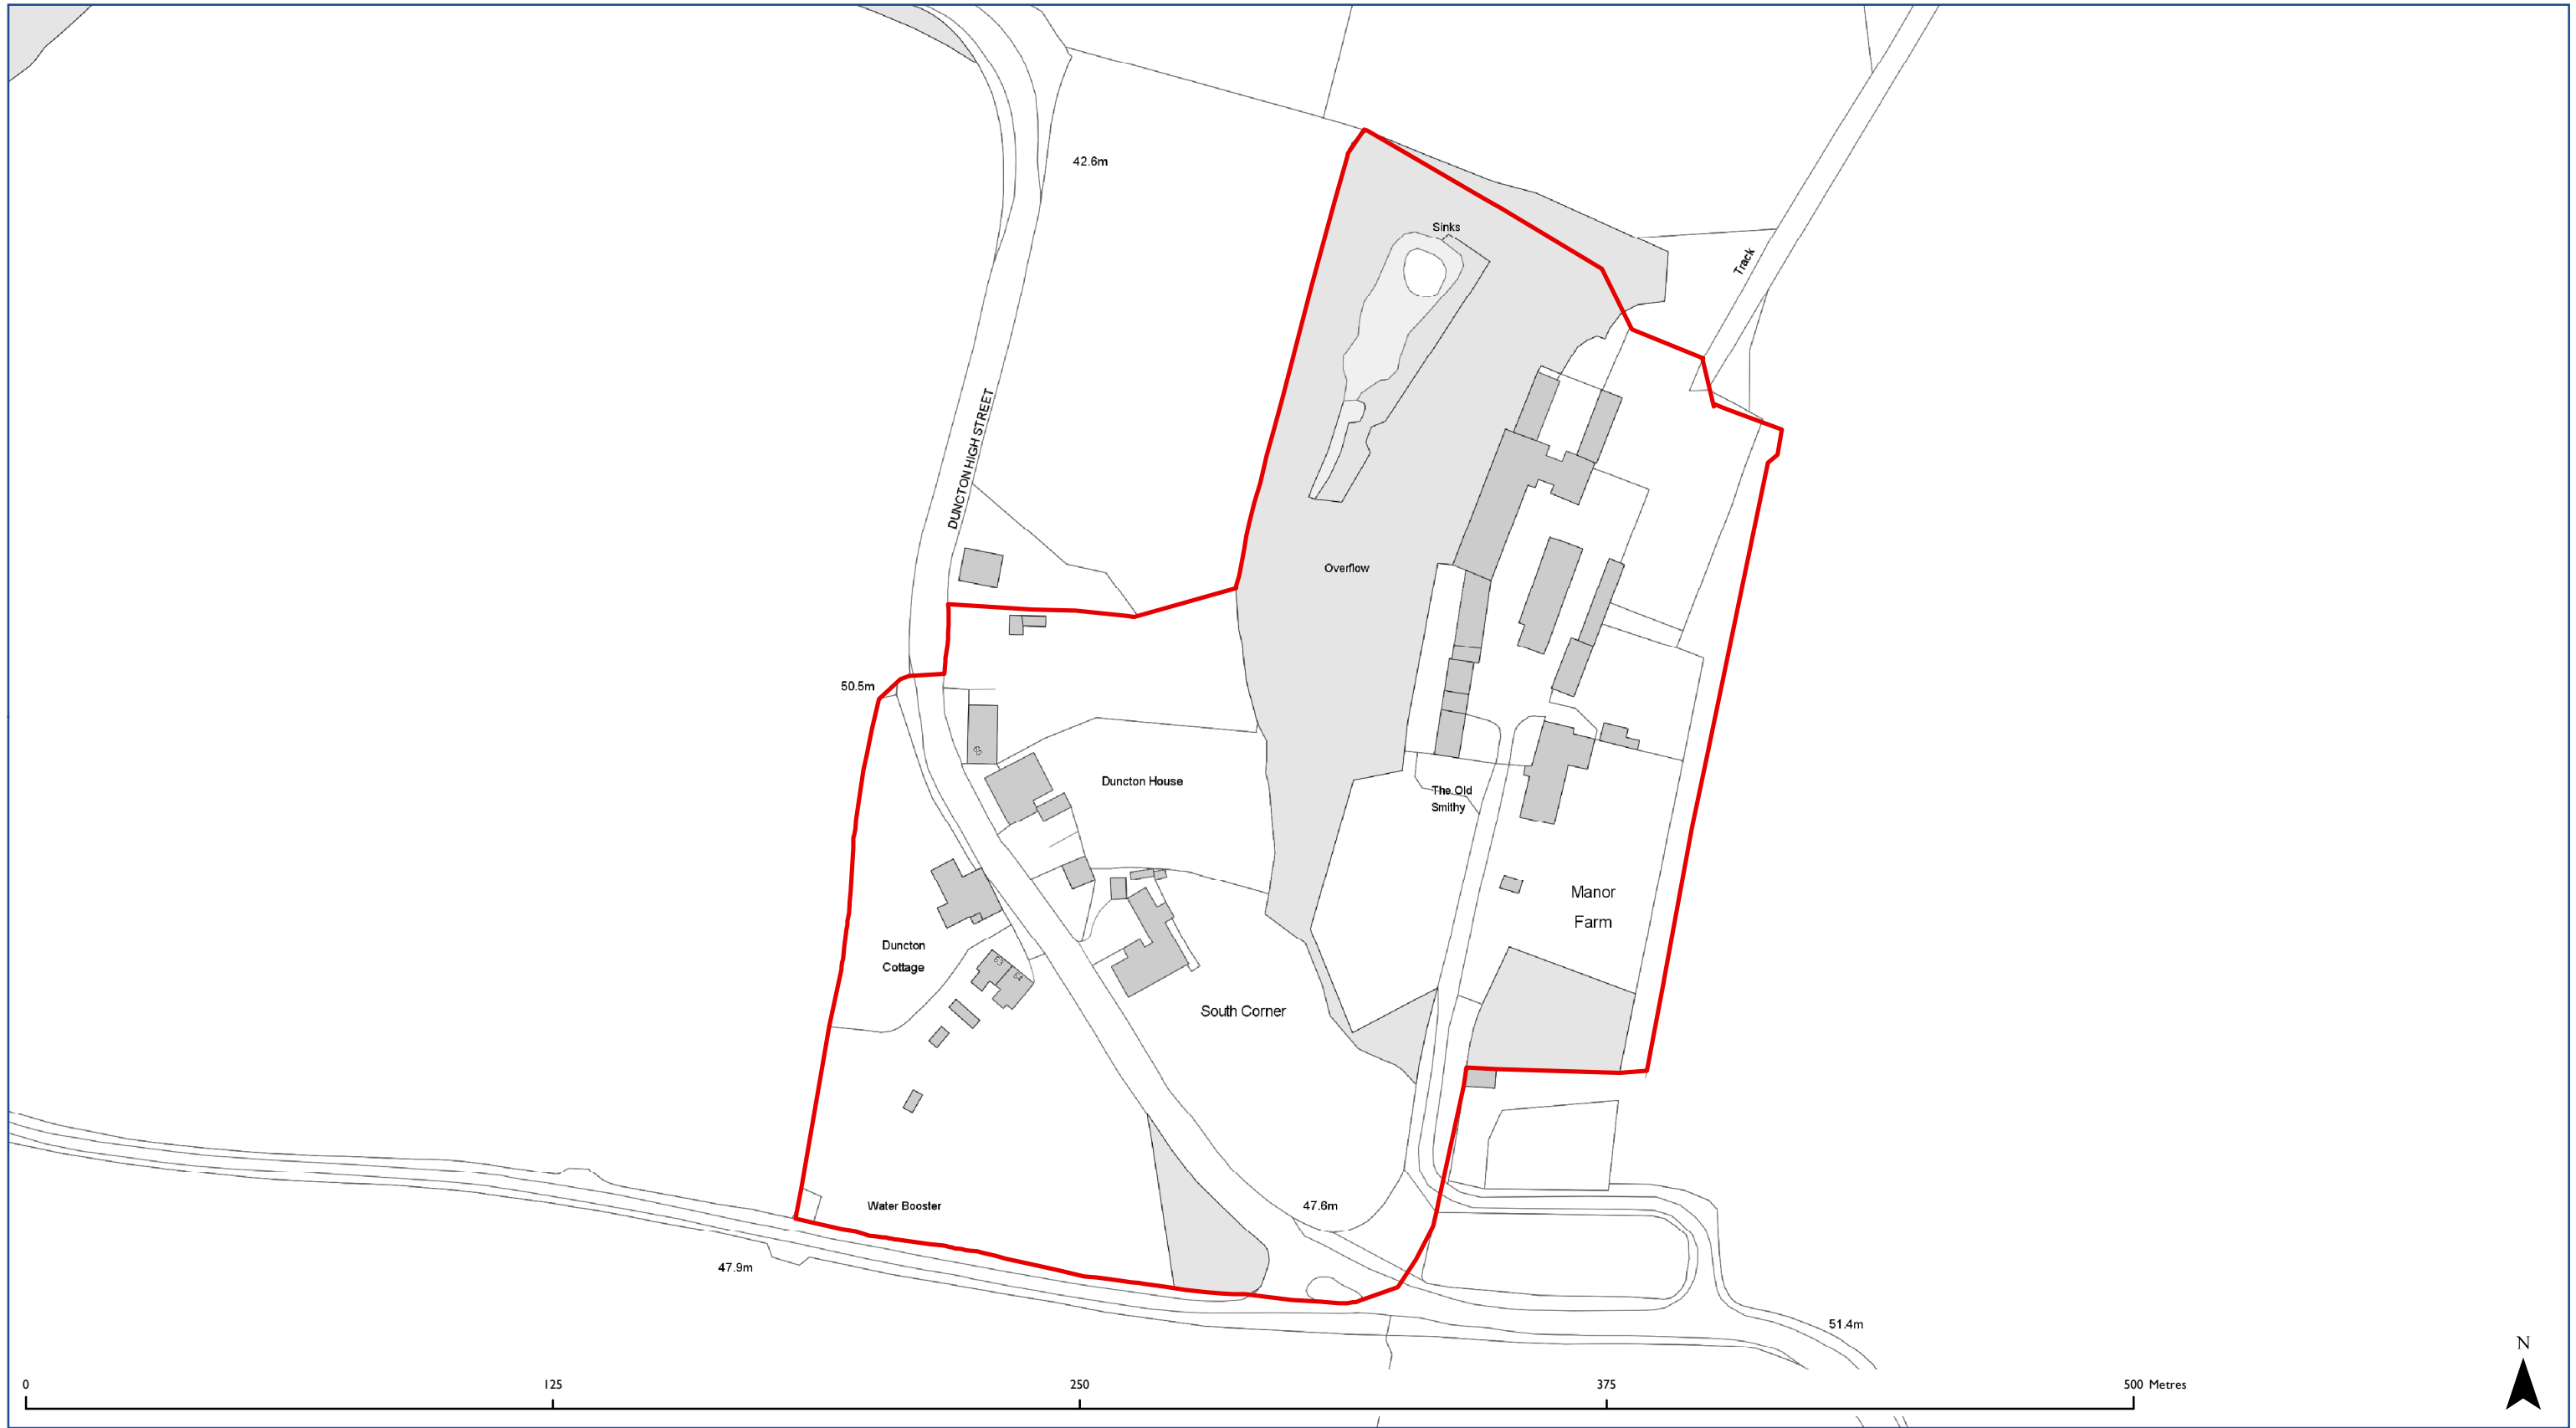 42.6m
Sinks
Track
DUNCTON HIGH STREET
Overflow
50.5m
Duncton House
The Old
Smithy
Manor
Farm
Duncton
Cottage
South Corner
Water Booster
47.6m
47.9m
51.4m
N
0 125 250 375 500 Metres